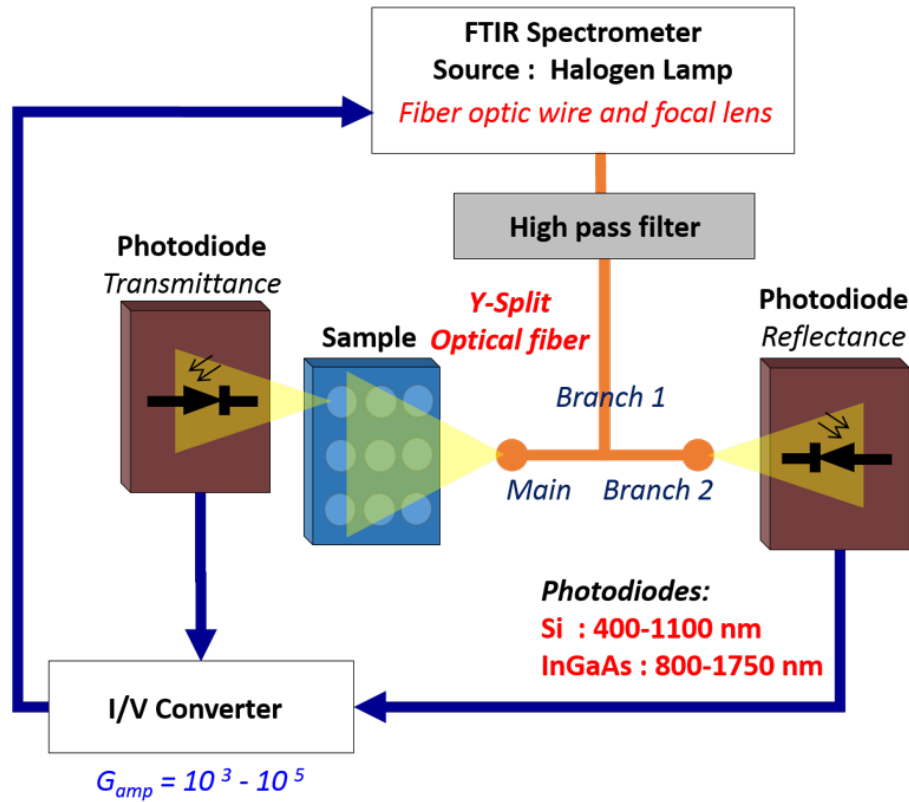 FTIR Spectrometer
Source :  Halogen Lamp
Fiber optic wire and focal lens
High pass filter
Photodiode
Transmittance
Y-Split
Optical fiber
Photodiode
Reflectance
Sample
Branch 1
Main
Branch 2
Photodiodes:
Si  : 400-1100 nm
InGaAs : 800-1750 nm
I/V Converter
G_amp = 10 ³ - 10 ⁵